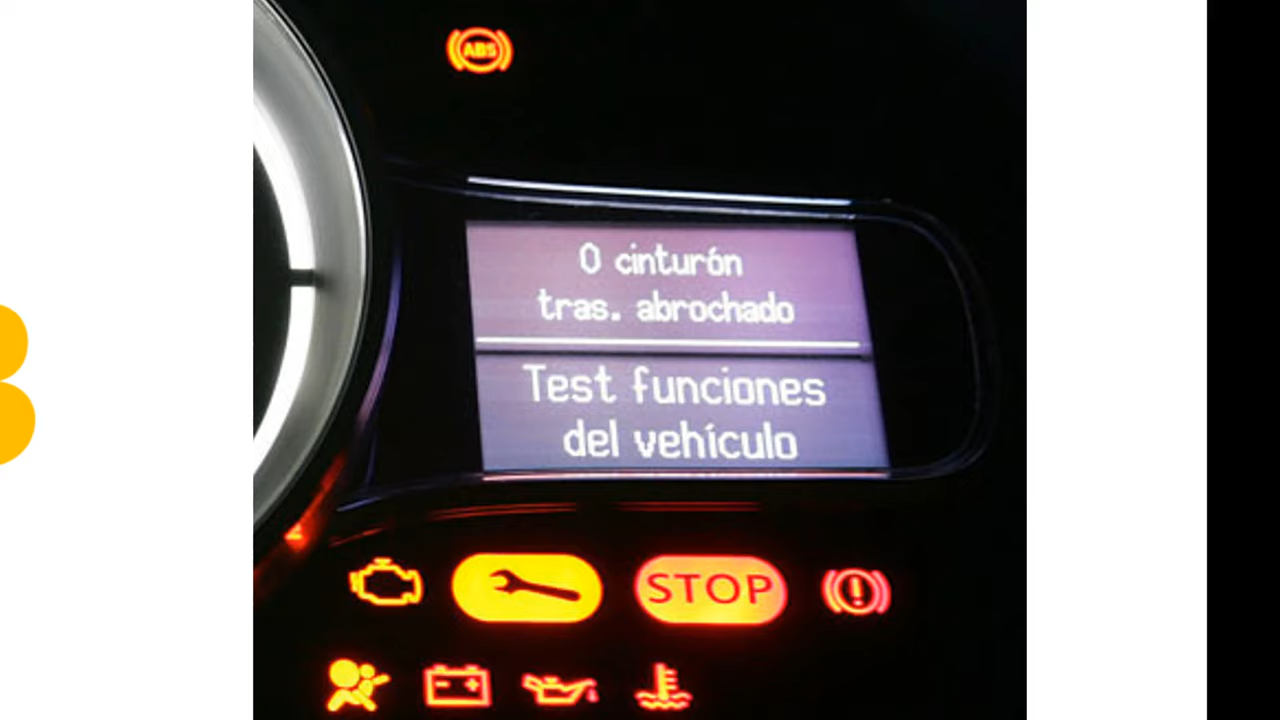 ABS
0 cinturón
tras. abrochado
Test funciones
del vehículo
STOP